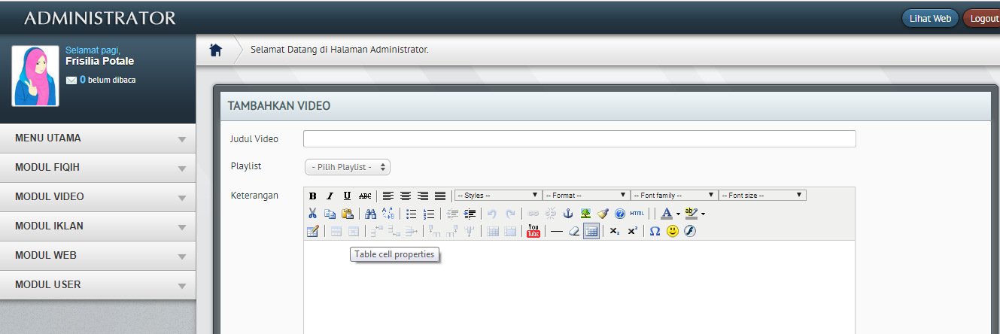 ADMINISTRATOR
Lihat Web
Logout
Selamat pagi,
Frisilia Potale
0 belum dibaca
Selamat Datang di Halaman Administrator.
MENU UTAMA
MODUL FIQIH
MODUL VIDEO
MODUL IKLAN
MODUL WEB
MODUL USER
TAMBAHKAN VIDEO
Judul Video
Playlist
- Pilih Playlist -
Keterangan
B I U ABC -- Styles -- -- Format -- -- Font family -- -- Font size --
HTML A ab
You Tube x₂ x² Ω
Table cell properties